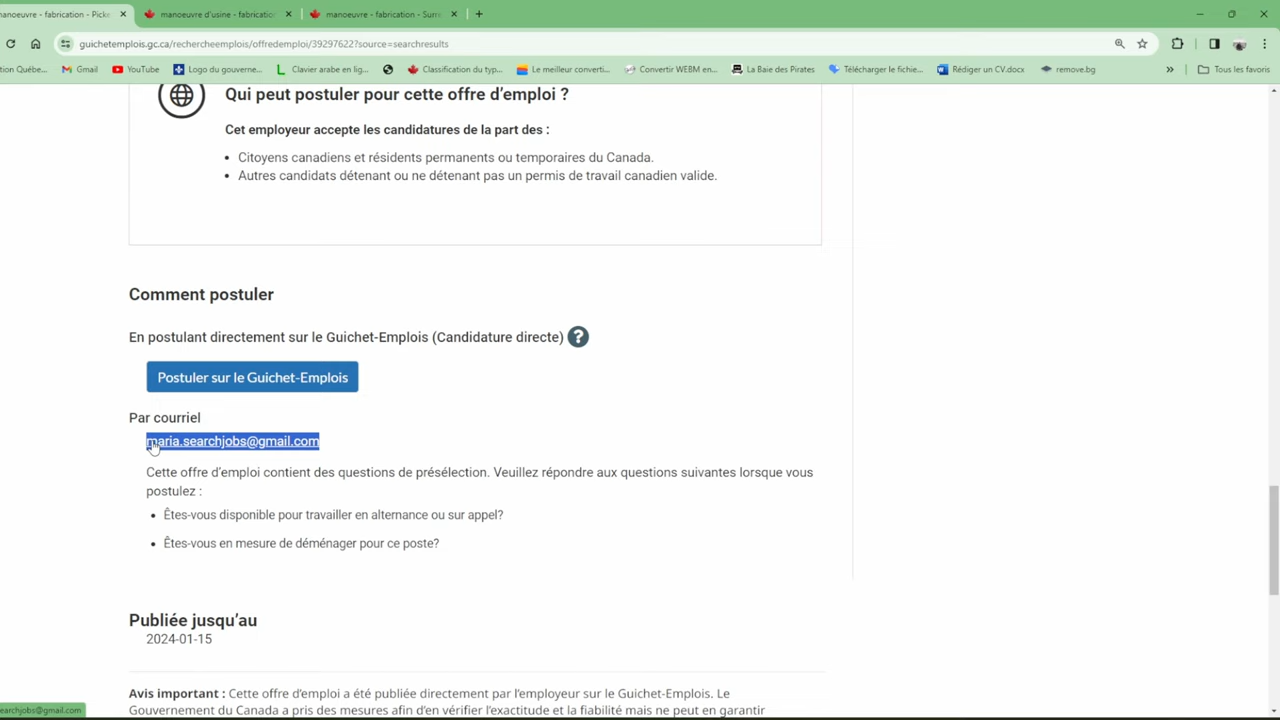 manoeuvre - fabrication - Picke
manoeuvre d'usine - fabricatio
manoeuvre - fabrication - Surre
guichetemplois.gc.ca/rechercheemplois/offredemploi/39297622?source=searchresults
tion Québe...
Gmail
YouTube
Logo du gouverne...
Clavier arabe en lig...
Classification du typ...
Le meilleur converti...
Convertir WEBM en...
La Baie des Pirates
Télécharger le fichie...
Rédiger un CV.docx
remove.bg
»
Tous les favoris
Qui peut postuler pour cette offre d'emploi ?
Cet employeur accepte les candidatures de la part des :
• Citoyens canadiens et résidents permanents ou temporaires du Canada.
• Autres candidats détenant ou ne détenant pas un permis de travail canadien valide.
Comment postuler
En postulant directement sur le Guichet-Emplois (Candidature directe) ?
Postuler sur le Guichet-Emplois
Par courriel
maria.searchjobs@gmail.com
Cette offre d'emploi contient des questions de présélection. Veuillez répondre aux questions suivantes lorsque vous
postulez :
• Êtes-vous disponible pour travailler en alternance ou sur appel?
• Êtes-vous en mesure de déménager pour ce poste?
Publiée jusqu'au
2024-01-15
Avis important : Cette offre d'emploi a été publiée directement par l'employeur sur le Guichet-Emplois. Le
Gouvernement du Canada a pris des mesures afin d'en vérifier l'exactitude et la fiabilité mais ne peut en garantir
searchjobs@gmail.com